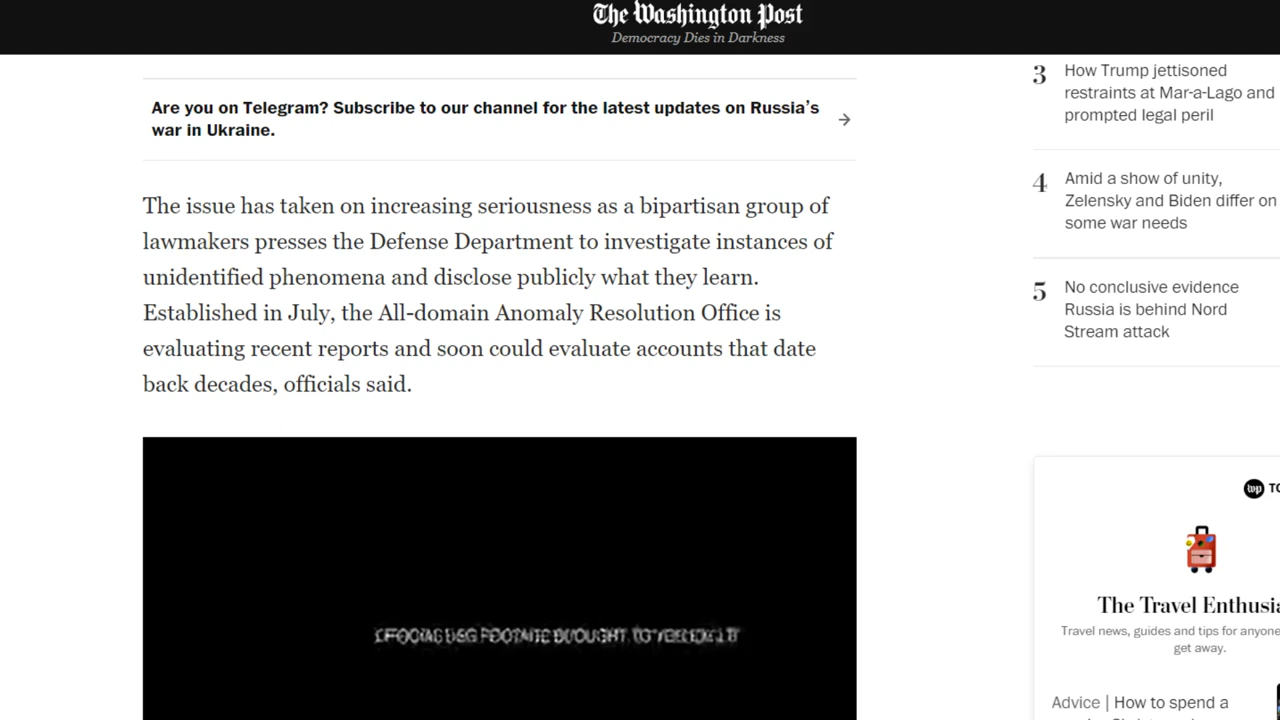 The Washington Post
Democracy Dies in Darkness
Are you on Telegram? Subscribe to our channel for the latest updates on Russia's
war in Ukraine.
The issue has taken on increasing seriousness as a bipartisan group of
lawmakers presses the Defense Department to investigate instances of
unidentified phenomena and disclose publicly what they learn.
Established in July, the All-domain Anomaly Resolution Office is
evaluating recent reports and soon could evaluate accounts that date
back decades, officials said.
3 How Trump jettisoned
restraints at Mar-a-Lago and
prompted legal peril
4 Amid a show of unity,
Zelensky and Biden differ on
some war needs
5 No conclusive evidence
Russia is behind Nord
Stream attack
wp
The Travel
Travel news, guides and tips for
get away.
Advice | How to spend a